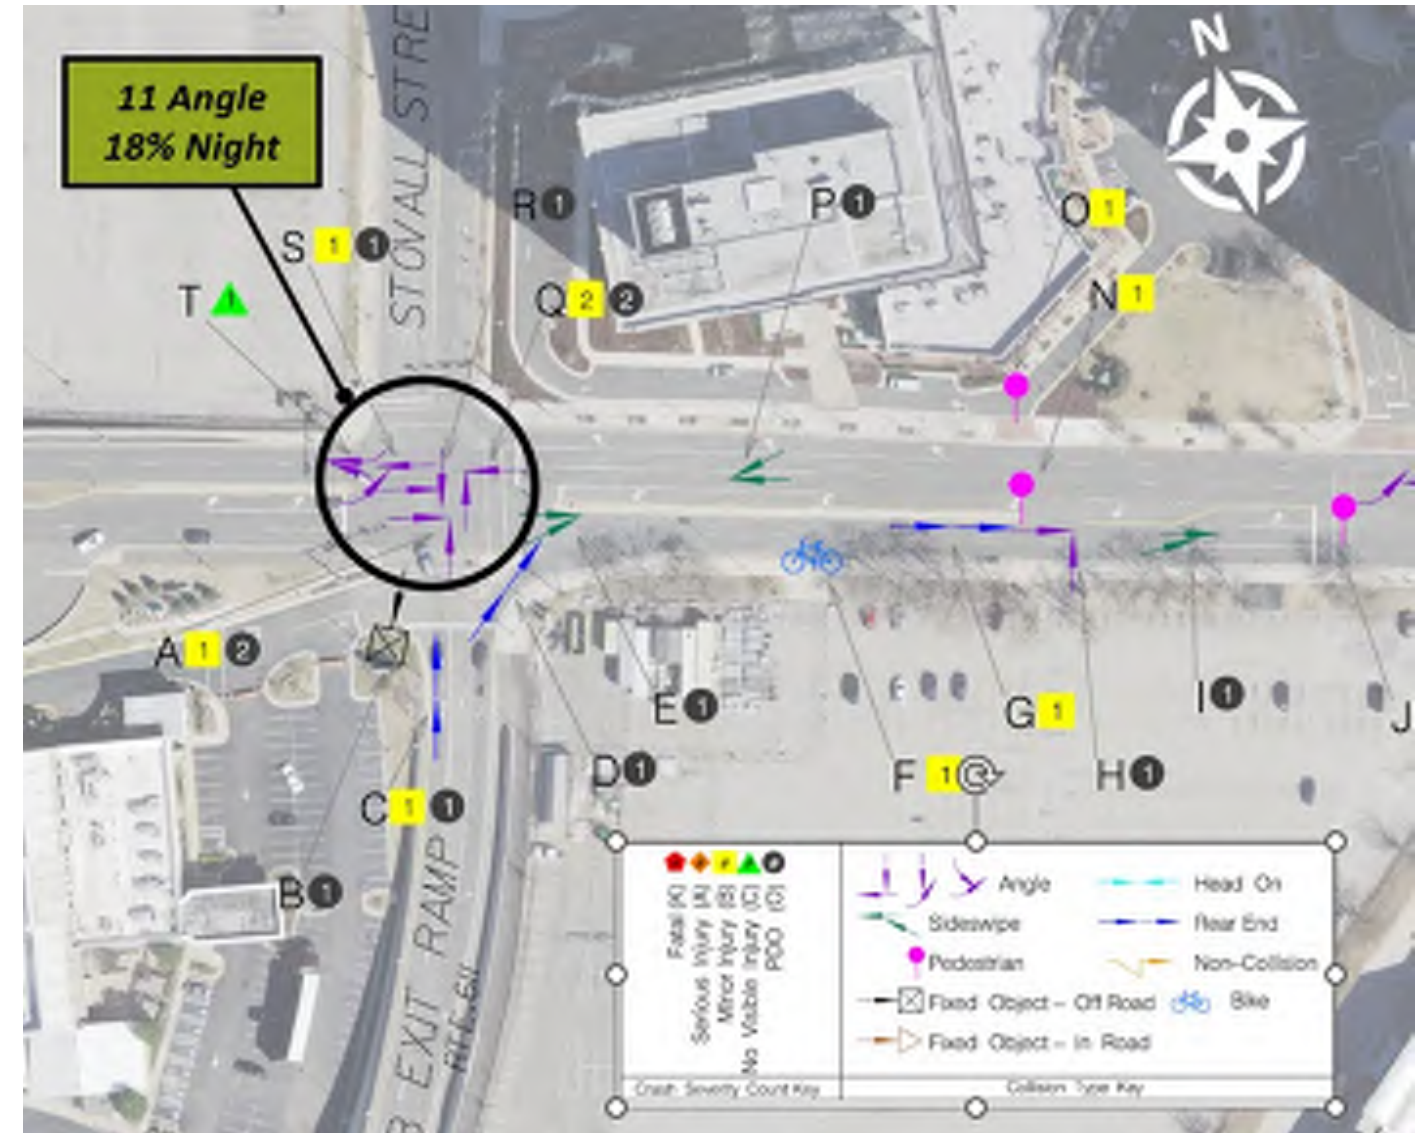 N
11 Angle
18% Night
STOVALL STRE
R 1
P 1
O 1
S 1 1
T 1
Q 2 2
N 1
A 1 2
E 1
G 1
I 1
J
D 1
F 1
H 1
C 1 1
B 1
B EXIT RAMP
Fatal (K)
Serious Injury (A)
Minor Injury (B)
No Visible Injury (C)
PDO (O)
Crash Severity Count Key
Angle
Head On
Sideswipe
Rear End
Pedestrian
Non-Collision
Fixed Object - Off Road
Bike
Fixed Object - In Road
Collision Type Key